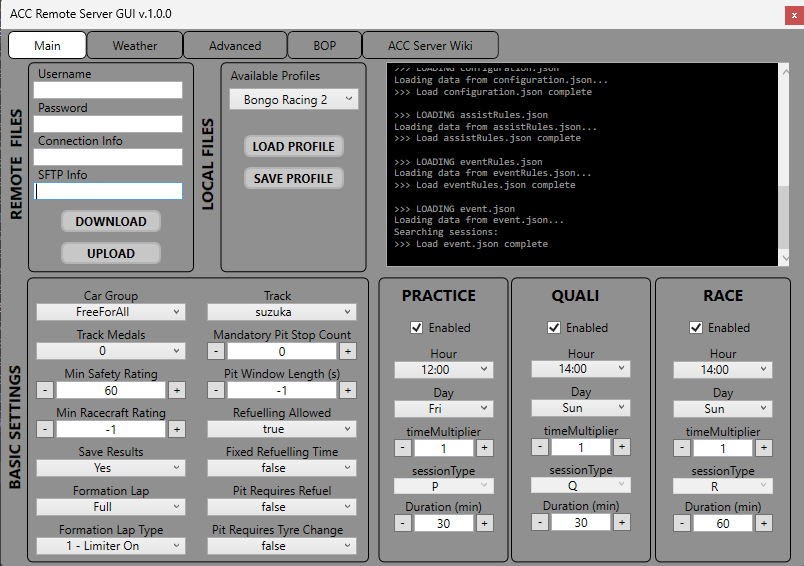 ACC Remote Server GUI v.1.0.0
x
Main
Weather
Advanced
BOP
ACC Server Wiki
REMOTE FILES
Username
Password
Connection Info
SFTP Info
DOWNLOAD
UPLOAD
LOCAL FILES
Available Profiles
Bongo Racing 2
LOAD PROFILE
SAVE PROFILE
>>> LOADING configuration.json
Loading data from configuration.json...
>>> Load configuration.json complete
>>> LOADING assistRules.json
Loading data from assistRules.json...
>>> Load assistRules.json complete
>>> LOADING eventRules.json
Loading data from eventRules.json...
>>> Load eventRules.json complete
>>> LOADING event.json
Loading data from event.json...
Searching sessions:
>>> Load event.json complete
BASIC SETTINGS
Car Group
FreeForAll
Track Medals
0
Min Safety Rating
- 60 +
Min Racecraft Rating
- -1 +
Save Results
Yes
Formation Lap
Full
Formation Lap Type
1 - Limiter On
Track
suzuka
Mandatory Pit Stop Count
- 0 +
Pit Window Length (s)
- -1 +
Refuelling Allowed
true
Fixed Refuelling Time
false
Pit Requires Refuel
false
Pit Requires Tyre Change
false
PRACTICE
Enabled
Hour
12:00
Day
Fri
timeMultiplier
- 1 +
sessionType
P
Duration (min)
- 30 +
QUALI
Enabled
Hour
14:00
Day
Sun
timeMultiplier
- 1 +
sessionType
Q
Duration (min)
- 30 +
RACE
Enabled
Hour
14:00
Day
Sun
timeMultiplier
- 1 +
sessionType
R
Duration (min)
- 60 +